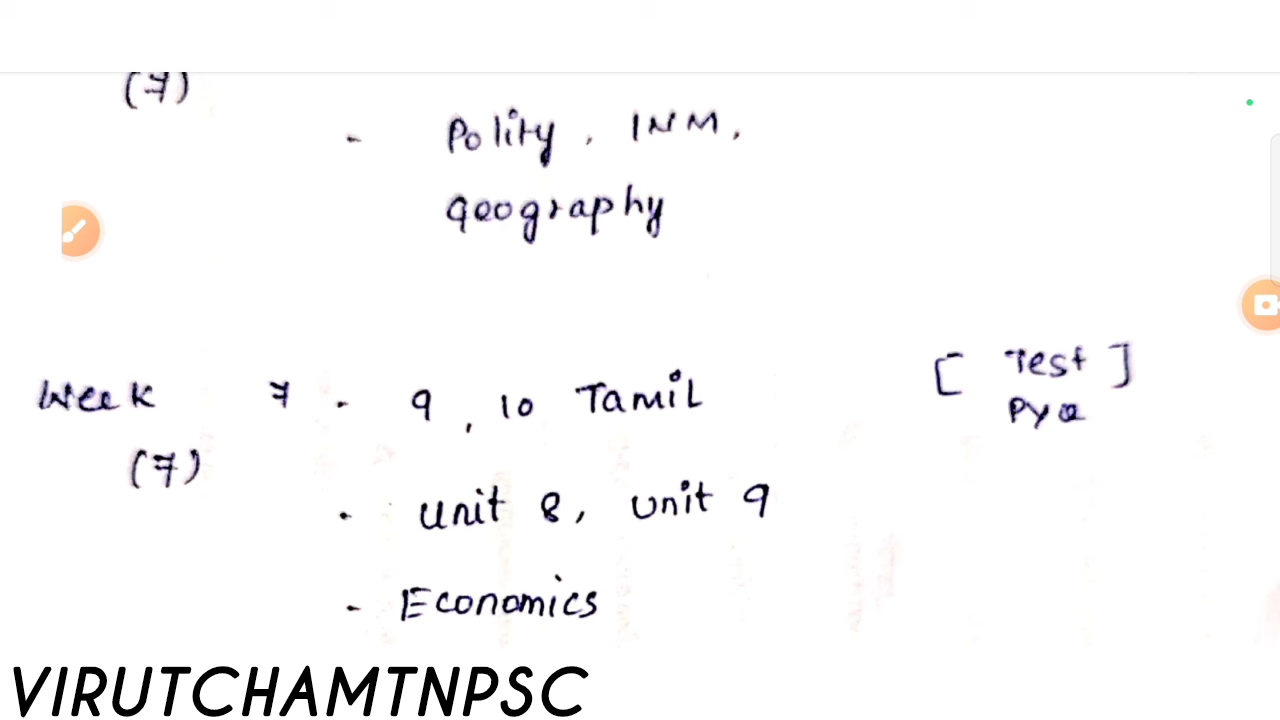 (7)
- Polity, INM,
Geography
Week 7 - 9, 10 Tamil [ Test ]
(7) PYQ
- Unit 8, Unit 9
- Economics
VIRUTCHAMTNPSC